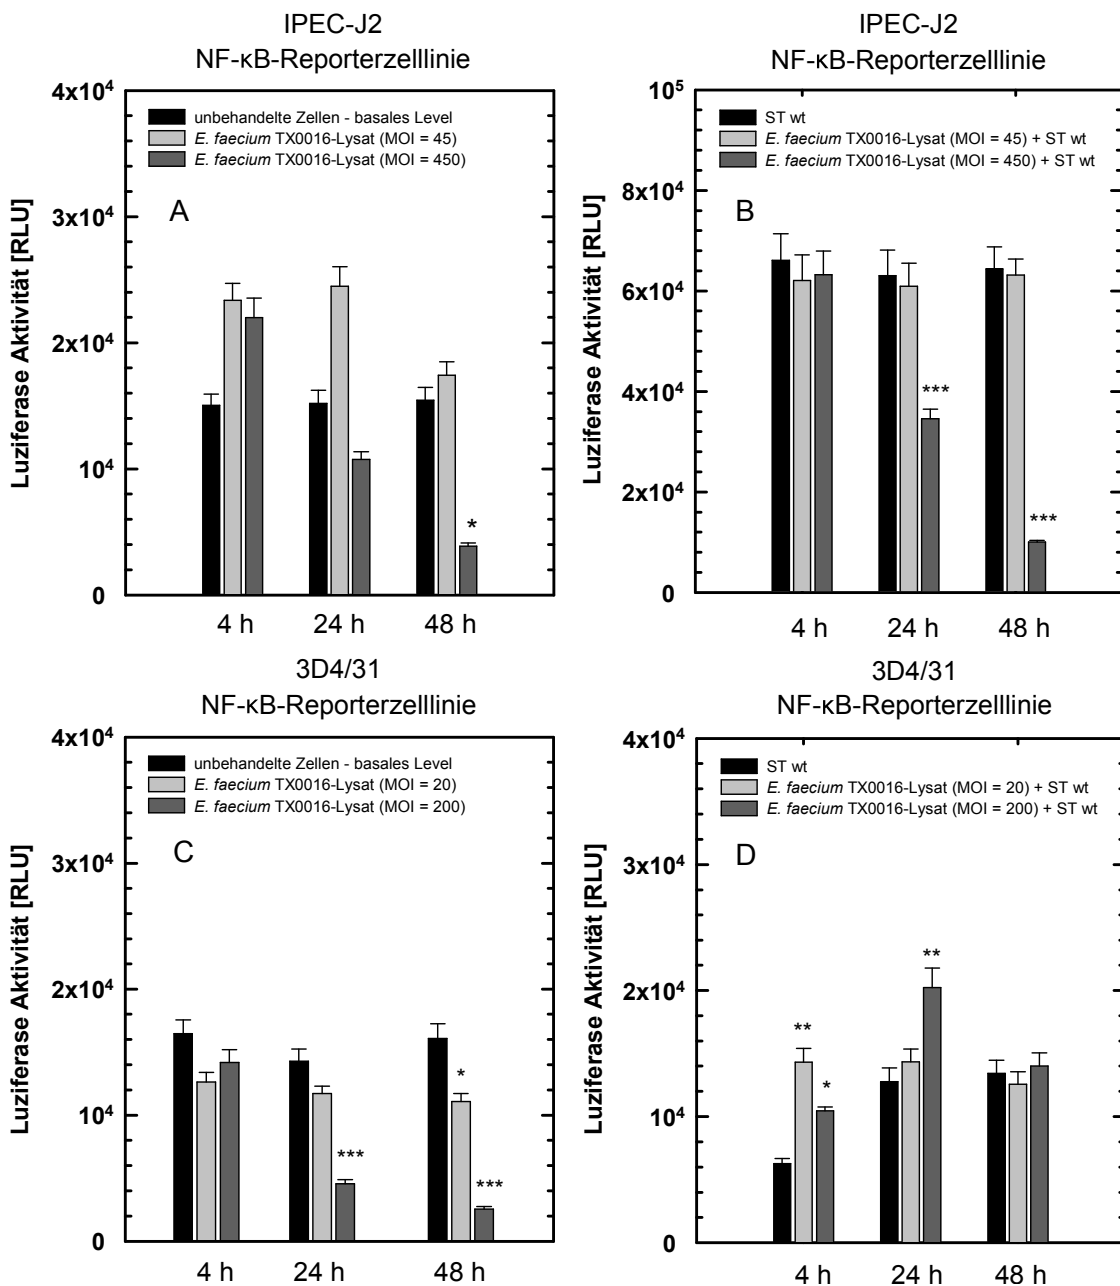 IPEC-J2
NF-κB-Reporterzelllinie
Luziferase Aktivität [RLU]
4x10⁴
3x10⁴
2x10⁴
10⁴
0
unbehandelte Zellen - basales Level
E. faecium TX0016-Lysat (MOI = 45)
E. faecium TX0016-Lysat (MOI = 450)
A
*
4 h 24 h 48 h
IPEC-J2
NF-κB-Reporterzelllinie
Luziferase Aktivität [RLU]
10⁵
8x10⁴
6x10⁴
4x10⁴
2x10⁴
0
ST wt
E. faecium TX0016-Lysat (MOI = 45) + ST wt
E. faecium TX0016-Lysat (MOI = 450) + ST wt
B
***
***
4 h 24 h 48 h
3D4/31
NF-κB-Reporterzelllinie
Luziferase Aktivität [RLU]
4x10⁴
3x10⁴
2x10⁴
10⁴
0
unbehandelte Zellen - basales Level
E. faecium TX0016-Lysat (MOI = 20)
E. faecium TX0016-Lysat (MOI = 200)
C
*
***
***
4 h 24 h 48 h
3D4/31
NF-κB-Reporterzelllinie
Luziferase Aktivität [RLU]
4x10⁴
3x10⁴
2x10⁴
10⁴
0
ST wt
E. faecium TX0016-Lysat (MOI = 20) + ST wt
E. faecium TX0016-Lysat (MOI = 200) + ST wt
D
**
**
*
4 h 24 h 48 h